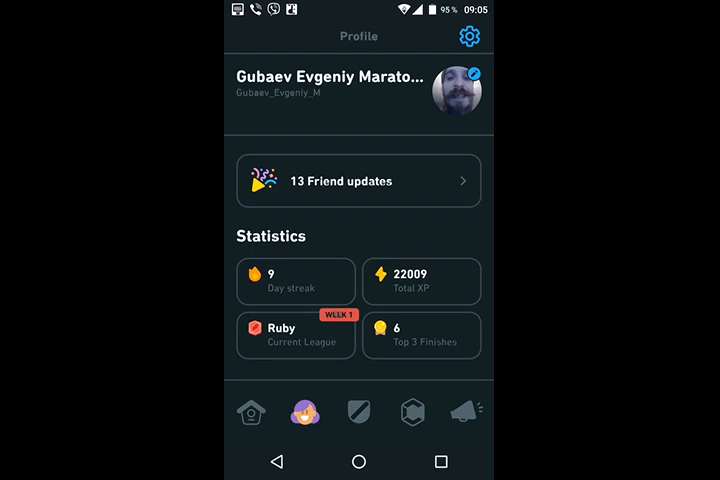 95 % 09:05
Profile
Gubaev Evgeniy Marato...
Gubaev_Evgeniy_M
13 Friend updates
Statistics
9
Day streak
22009
Total XP
WEEK 1
Ruby
Current League
6
Top 3 Finishes